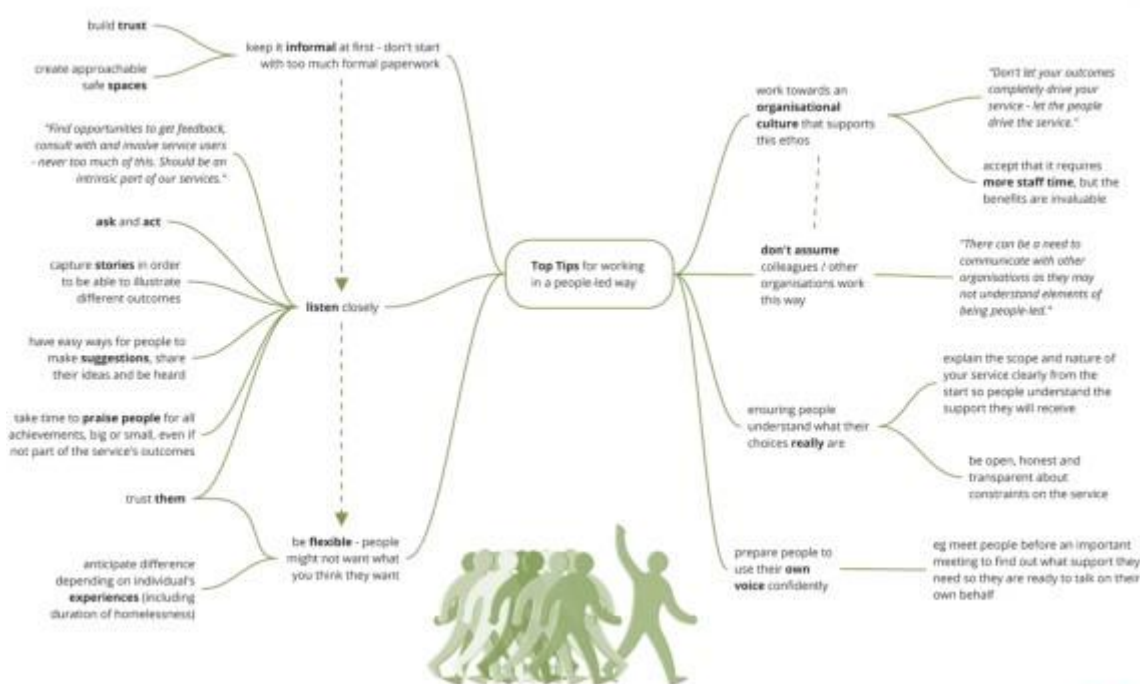 build trust
create approachable
safe spaces
keep it informal at first - don't start
with too much formal paperwork
"Find opportunities to get feedback,
consult with and involve service users
- never too much of this. Should be an
intrinsic part of our services."
ask and act
capture stories in order
to be able to illustrate
different outcomes
have easy ways for people to
make suggestions, share
their ideas and be heard
take time to praise people for all
achievements, big or small, even if
not part of the service's outcomes
trust them
listen closely
anticipate difference
depending on individual's
experiences (including
duration of homelessness)
be flexible - people
might not want what
you think they want
Top Tips for working
in a people-led way
work towards an
organisational
culture that supports
this ethos
"Don't let your outcomes
completely drive your
service - let the people
drive the service."
accept that it requires
more staff time, but the
benefits are invaluable
don't assume
colleagues / other
organisations work
this way
"There can be a need to
communicate with other
organisations as they may
not understand elements of
being people-led."
ensuring people
understand what their
choices really are
explain the scope and nature of
your service clearly from the
start so people understand the
support they will receive
be open, honest and
transparent about
constraints on the service
prepare people to
use their own
voice confidently
eg meet people before an important
meeting to find out what support they
need so they are ready to talk on their
own behalf